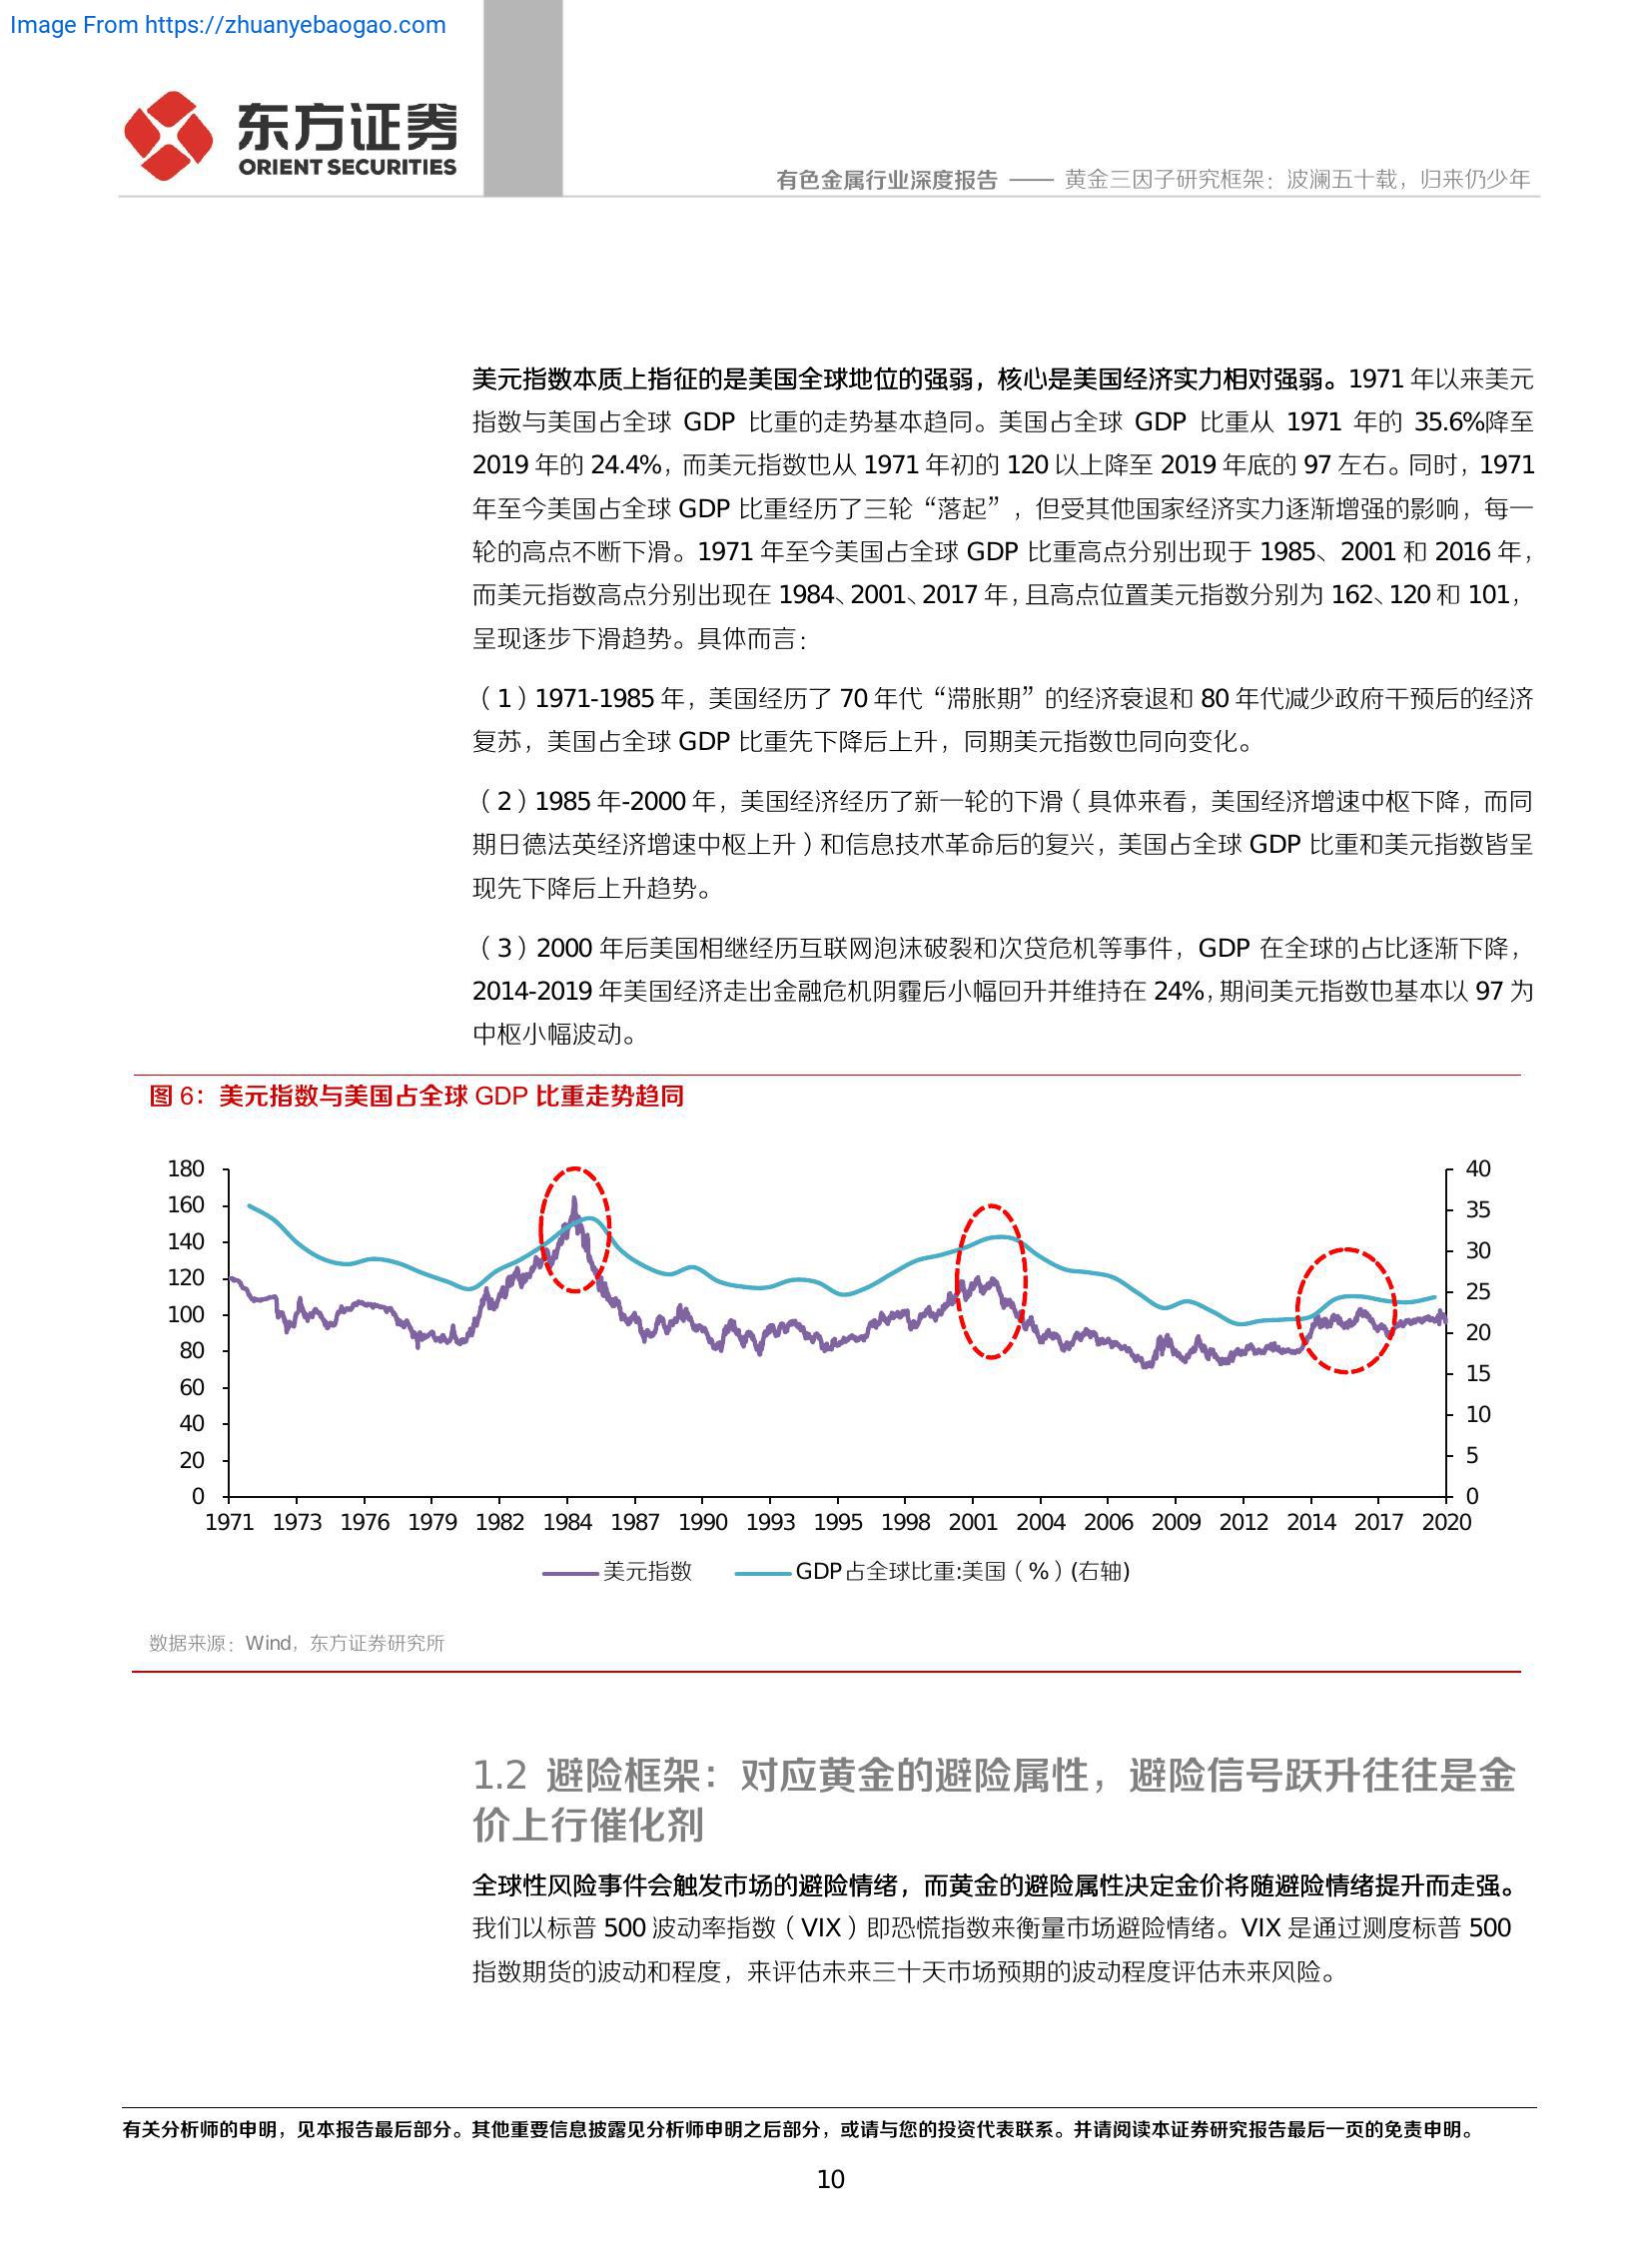 Image From https://zhuanyebaogao.com
东方证券
ORIENT SECURITIES
有色金属行业深度报告 —— 黄金三因子研究框架：波澜五十载，归来仍少年
美元指数本质上指征的是美国全球地位的强弱，核心是美国经济实力相对强弱。1971 年以来美元
指数与美国占全球 GDP 比重的走势基本趋同。美国占全球 GDP 比重从 1971 年的 35.6%降至
2019 年的 24.4%，而美元指数也从 1971 年初的 120 以上降至 2019 年底的 97 左右。同时，1971
年至今美国占全球 GDP 比重经历了三轮“落起”，但受其他国家经济实力逐渐增强的影响，每一
轮的高点不断下滑。1971 年至今美国占全球 GDP 比重高点分别出现于 1985、2001 和 2016 年，
而美元指数高点分别出现在 1984、2001、2017 年，且高点位置美元指数分别为 162、120 和 101，
呈现逐步下滑趋势。具体而言：
（1）1971-1985 年，美国经历了 70 年代“滞胀期”的经济衰退和 80 年代减少政府干预后的经济
复苏，美国占全球 GDP 比重先下降后上升，同期美元指数也同向变化。
（2）1985 年-2000 年，美国经济经历了新一轮的下滑（具体来看，美国经济增速中枢下降，而同
期日德法英经济增速中枢上升）和信息技术革命后的复兴，美国占全球 GDP 比重和美元指数皆呈
现先下降后上升趋势。
（3）2000 年后美国相继经历互联网泡沫破裂和次贷危机等事件，GDP 在全球的占比逐渐下降，
2014-2019 年美国经济走出金融危机阴霾后小幅回升并维持在 24%，期间美元指数也基本以 97 为
中枢小幅波动。
图 6：美元指数与美国占全球 GDP 比重走势趋同
180 40
160 35
140 30
120 25
100 20
80 15
60 10
40 5
20 0
0
1971 1973 1976 1979 1982 1984 1987 1990 1993 1995 1998 2001 2004 2006 2009 2012 2014 2017 2020
美元指数 GDP占全球比重:美国（%）(右轴)
数据来源：Wind，东方证券研究所
1.2 避险框架：对应黄金的避险属性，避险信号跃升往往是金
价上行催化剂
全球性风险事件会触发市场的避险情绪，而黄金的避险属性决定金价将随避险情绪提升而走强。
我们以标普 500 波动率指数（VIX）即恐慌指数来衡量市场避险情绪。VIX 是通过测度标普 500
指数期货的波动和程度，来评估未来三十天市场预期的波动程度评估未来风险。
有关分析师的申明，见本报告最后部分。其他重要信息披露见分析师申明之后部分，或请与您的投资代表联系。并请阅读本证券研究报告最后一页的免责申明。
10